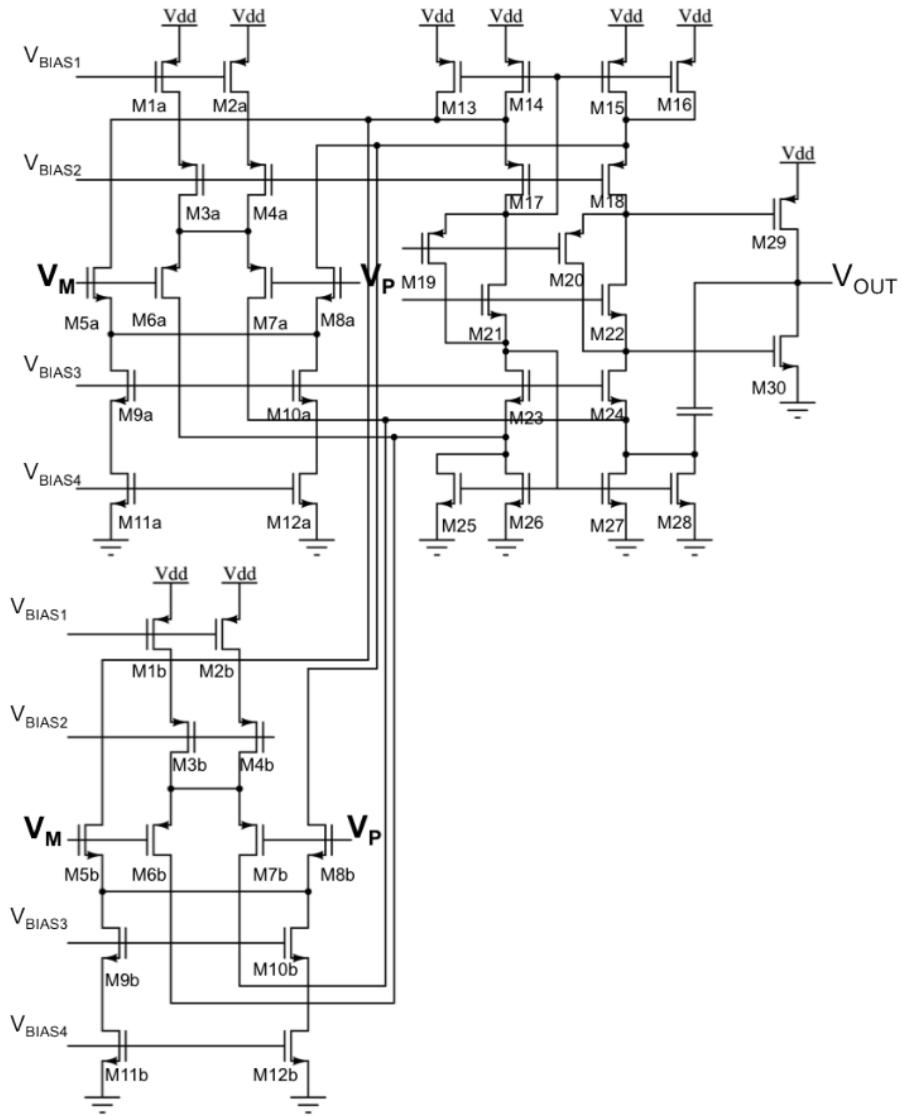 Vdd Vdd Vdd Vdd Vdd Vdd
VBIAS1
M1a M2a M13 M14 M15 M16
VBIAS2
Vdd
M3a M4a M17 M18
M29
VM VP M19 M20 VOUT
M5a M6a M7a M8a M21 M22
VBIAS3
M30
M9a M10a M23 M24
VBIAS4
M11a M12a M25 M26 M27 M28
Vdd Vdd
VBIAS1
M1b M2b
VBIAS2
M3b M4b
VM VP
M5b M6b M7b M8b
VBIAS3
M9b M10b
VBIAS4
M11b M12b